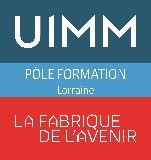 UIMM
PÔLE FORMATION
Lorraine
LA FABRIQUE
DE L'AVENIR